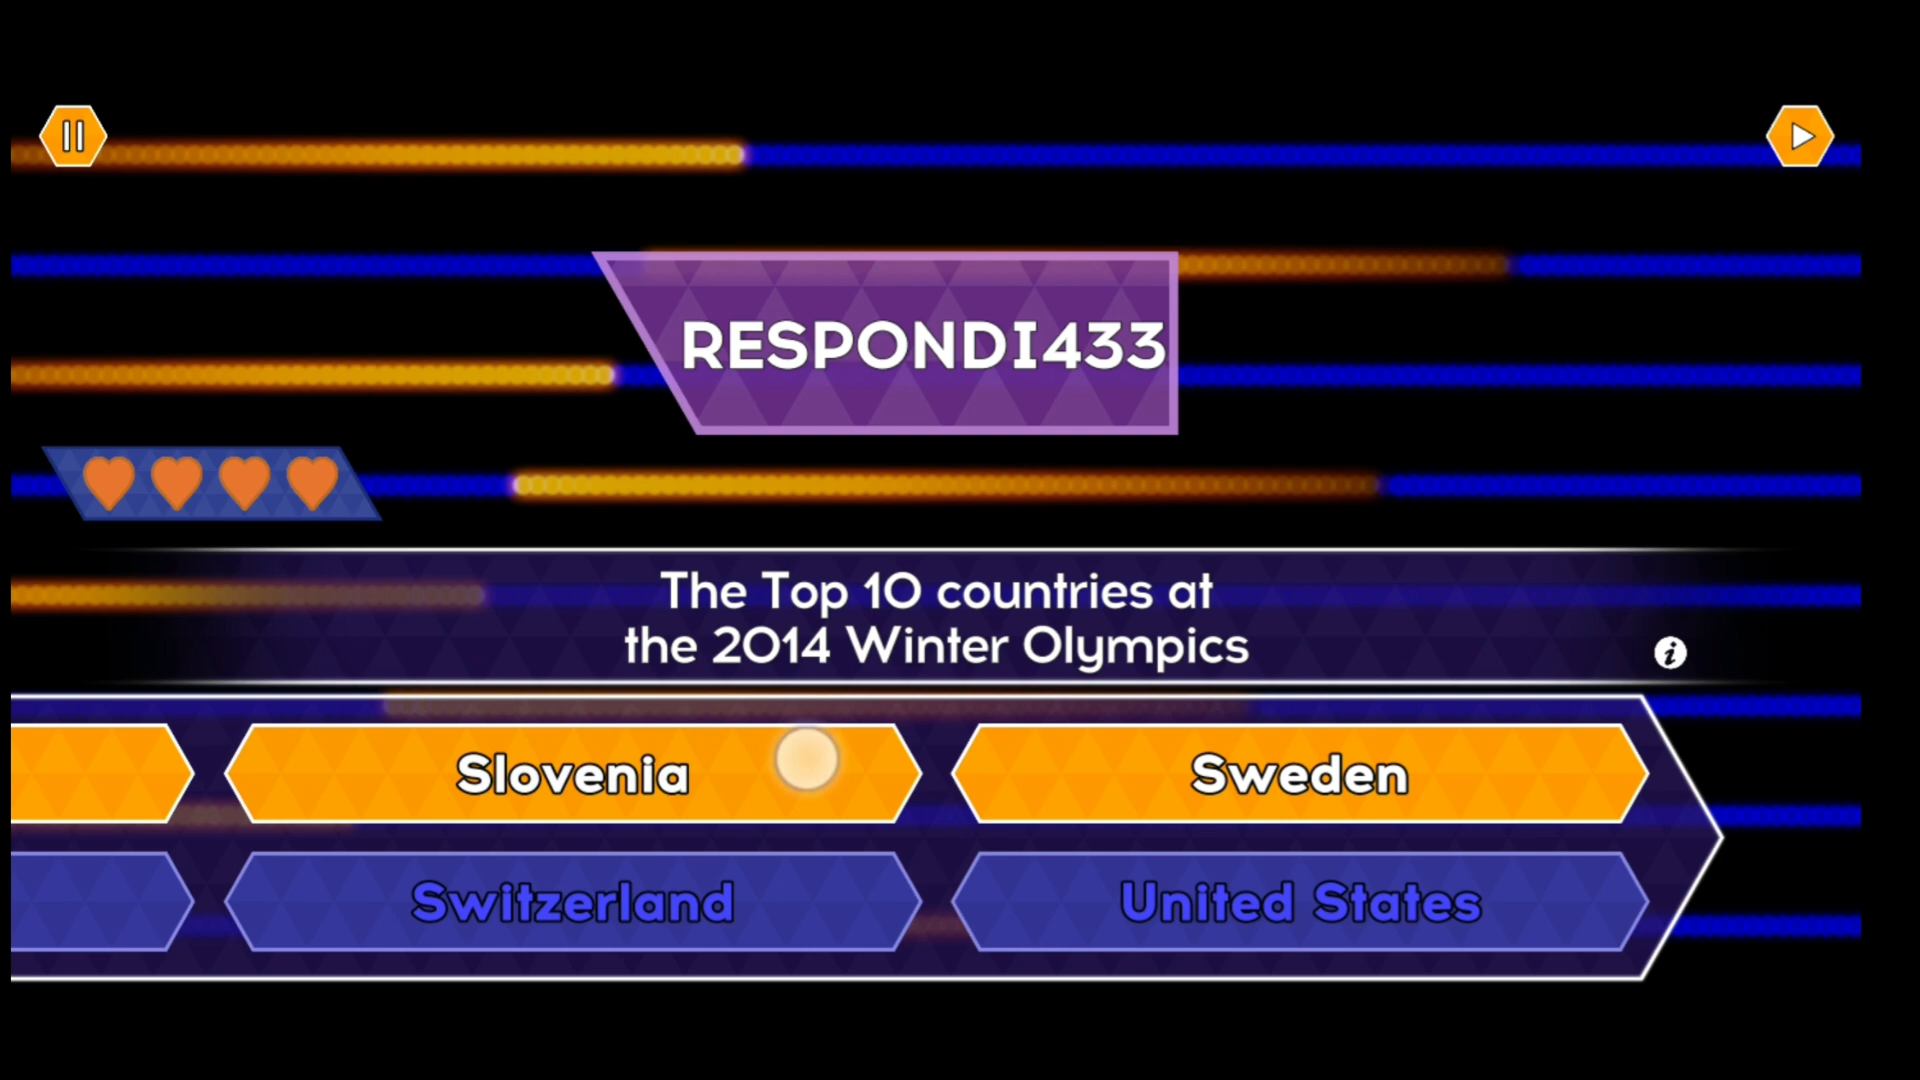 RESPONDI433
The Top 10 countries at
the 2014 Winter Olympics
i
Slovenia
Sweden
Switzerland
United States